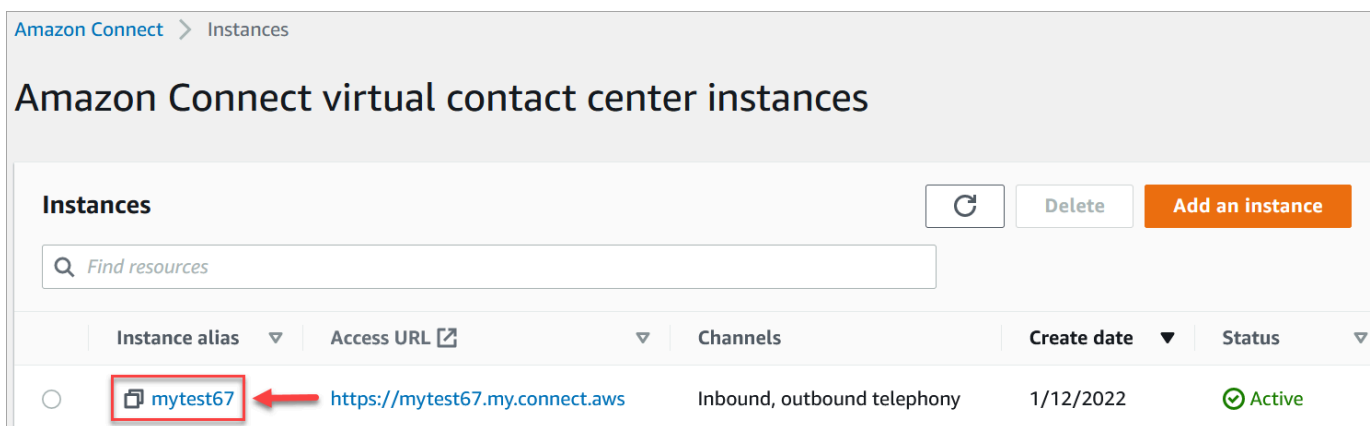 Amazon Connect > Instances
Amazon Connect virtual contact center instances
Instances
Delete
Add an instance
Find resources
Instance alias Access URL Channels Create date Status
mytest67 https://mytest67.my.connect.aws Inbound, outbound telephony 1/12/2022 Active